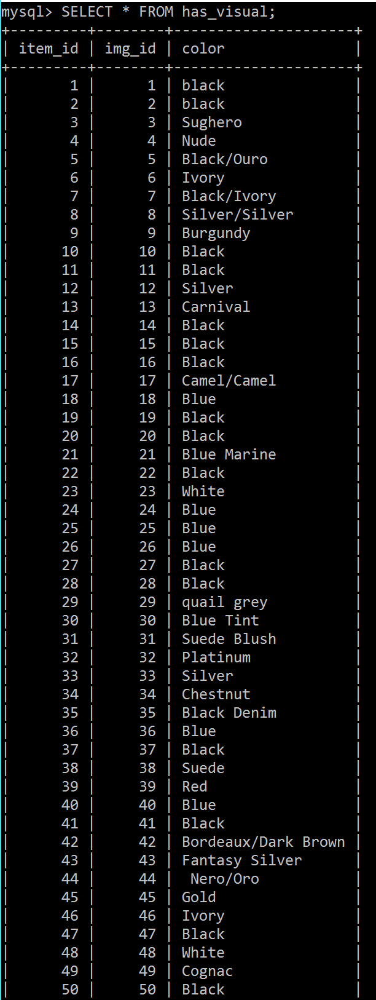 mysql> SELECT * FROM has_visual;
+---------+--------+---------------------+
| item_id | img_id | color               |
+---------+--------+---------------------+
|       1 |      1 | black               |
|       2 |      2 | black               |
|       3 |      3 | Sughero             |
|       4 |      4 | Nude                |
|       5 |      5 | Black/Ouro          |
|       6 |      6 | Ivory               |
|       7 |      7 | Black/Ivory         |
|       8 |      8 | Silver/Silver       |
|       9 |      9 | Burgundy            |
|      10 |     10 | Black               |
|      11 |     11 | Black               |
|      12 |     12 | Silver              |
|      13 |     13 | Carnival            |
|      14 |     14 | Black               |
|      15 |     15 | Black               |
|      16 |     16 | Black               |
|      17 |     17 | Camel/Camel         |
|      18 |     18 | Blue                |
|      19 |     19 | Black               |
|      20 |     20 | Black               |
|      21 |     21 | Blue Marine         |
|      22 |     22 | Black               |
|      23 |     23 | White               |
|      24 |     24 | Blue                |
|      25 |     25 | Blue                |
|      26 |     26 | Blue                |
|      27 |     27 | Black               |
|      28 |     28 | Black               |
|      29 |     29 | quail grey          |
|      30 |     30 | Blue Tint           |
|      31 |     31 | Suede Blush         |
|      32 |     32 | Platinum            |
|      33 |     33 | Silver              |
|      34 |     34 | Chestnut            |
|      35 |     35 | Black Denim         |
|      36 |     36 | Blue                |
|      37 |     37 | Black               |
|      38 |     38 | Suede               |
|      39 |     39 | Red                 |
|      40 |     40 | Blue                |
|      41 |     41 | Black               |
|      42 |     42 | Bordeaux/Dark Brown |
|      43 |     43 | Fantasy Silver      |
|      44 |     44 |  Nero/Oro           |
|      45 |     45 | Gold                |
|      46 |     46 | Ivory               |
|      47 |     47 | Black               |
|      48 |     48 | White               |
|      49 |     49 | Cognac              |
|      50 |     50 | Black               |